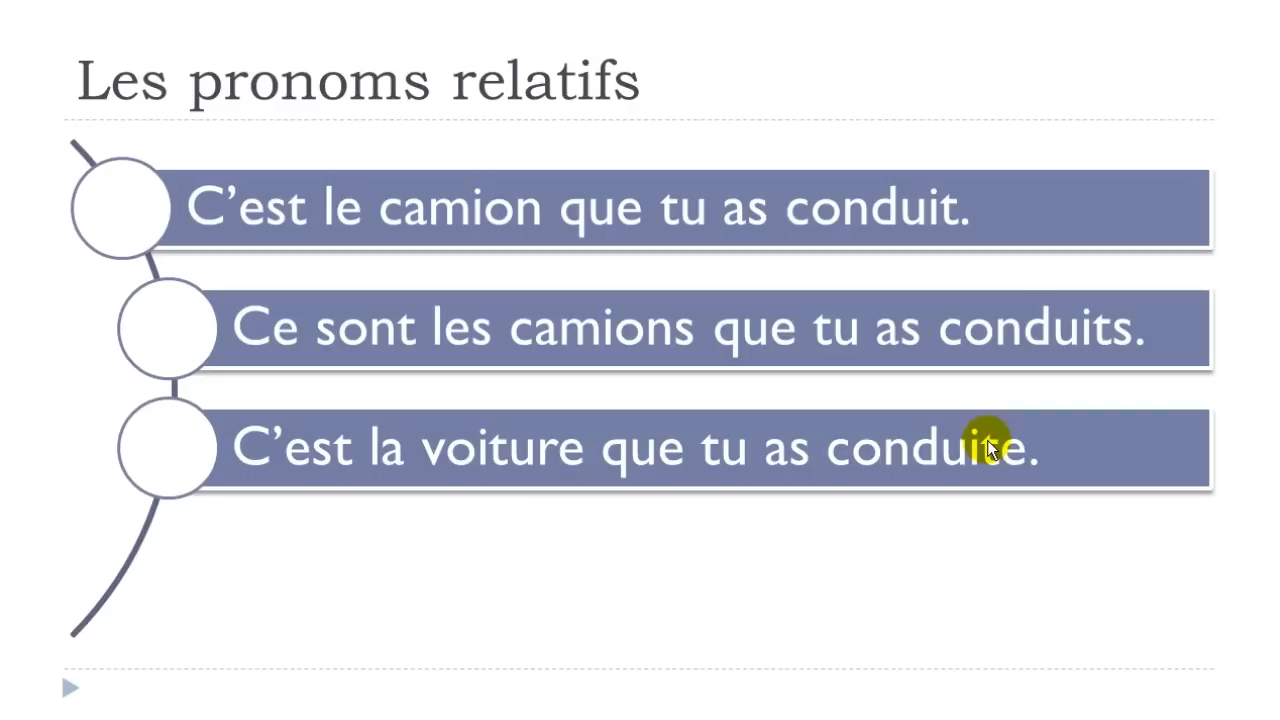 Les pronoms relatifs
C’est le camion que tu as conduit.
Ce sont les camions que tu as conduits.
C’est la voiture que tu as conduite.